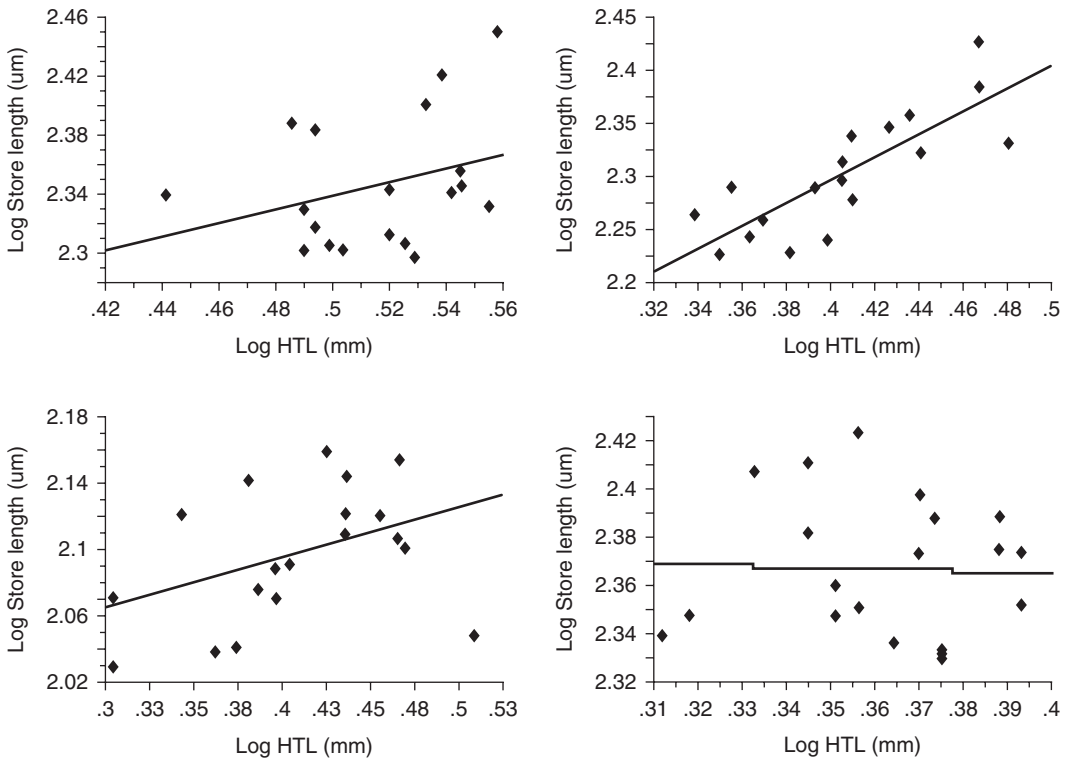 2.46
2.42
2.38
2.34
2.3
Log Store length (um)
.42 .44 .46 .48 .5 .52 .54 .56
Log HTL (mm)
2.45
2.4
2.35
2.3
2.25
2.2
Log Store length (um)
.32 .34 .36 .38 .4 .42 .44 .46 .48 .5
Log HTL (mm)
2.18
2.14
2.1
2.06
2.02
Log Store length (um)
.3 .33 .35 .38 .4 .43 .45 .48 .5 .53
Log HTL (mm)
2.42
2.4
2.38
2.36
2.34
2.32
Log Store length (um)
.31 .32 .33 .34 .35 .36 .37 .38 .39 .4
Log HTL (mm)